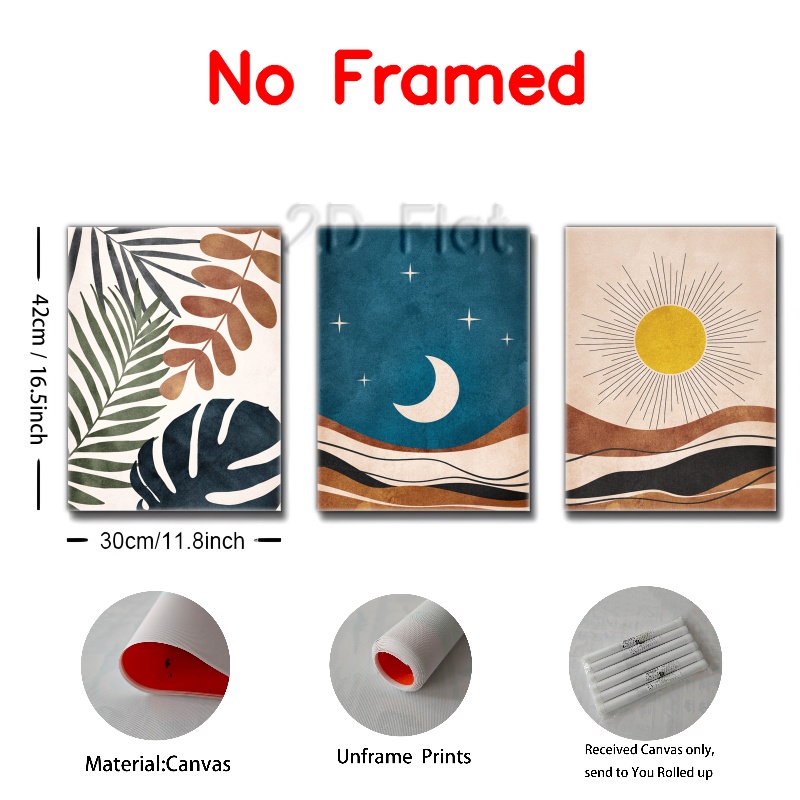 No Framed
2D Flat
42cm / 16.5inch
30cm/11.8inch
Material:Canvas
Unframe Prints
Received Canvas only,
send to You Rolled up